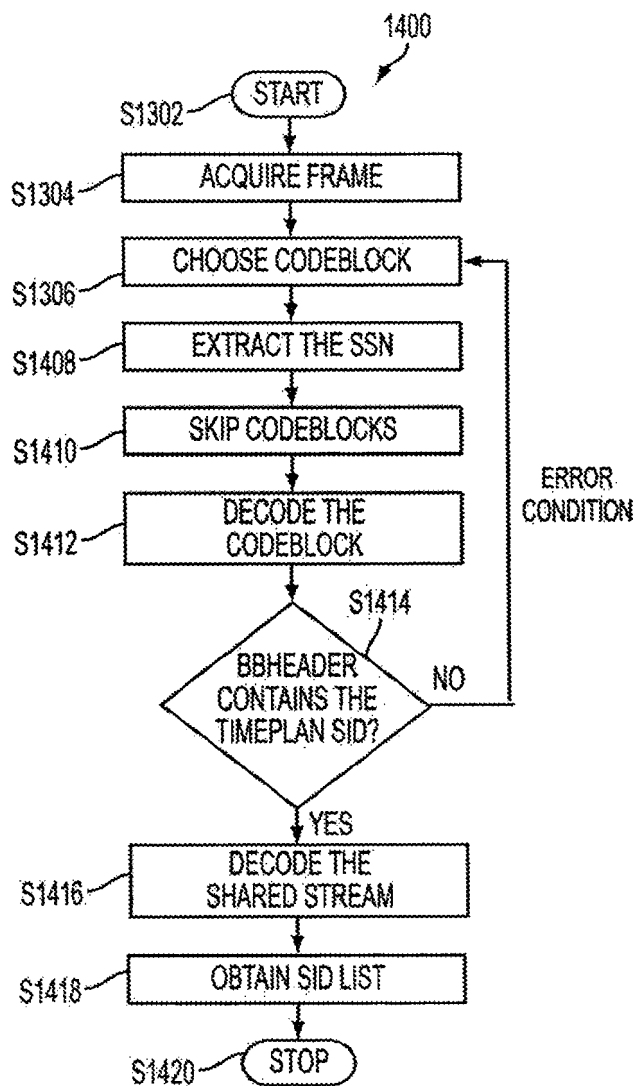 1400
START
S1302
ACQUIRE FRAME
S1304
CHOOSE CODEBLOCK
S1306
EXTRACT THE SSN
S1408
SKIP CODEBLOCKS
S1410
DECODE THE
CODEBLOCK
S1412
ERROR
CONDITION
S1414
BBHEADER
CONTAINS THE
TIMEPLAN SID?
NO
YES
DECODE THE
SHARED STREAM
S1416
OBTAIN SID LIST
S1418
STOP
S1420